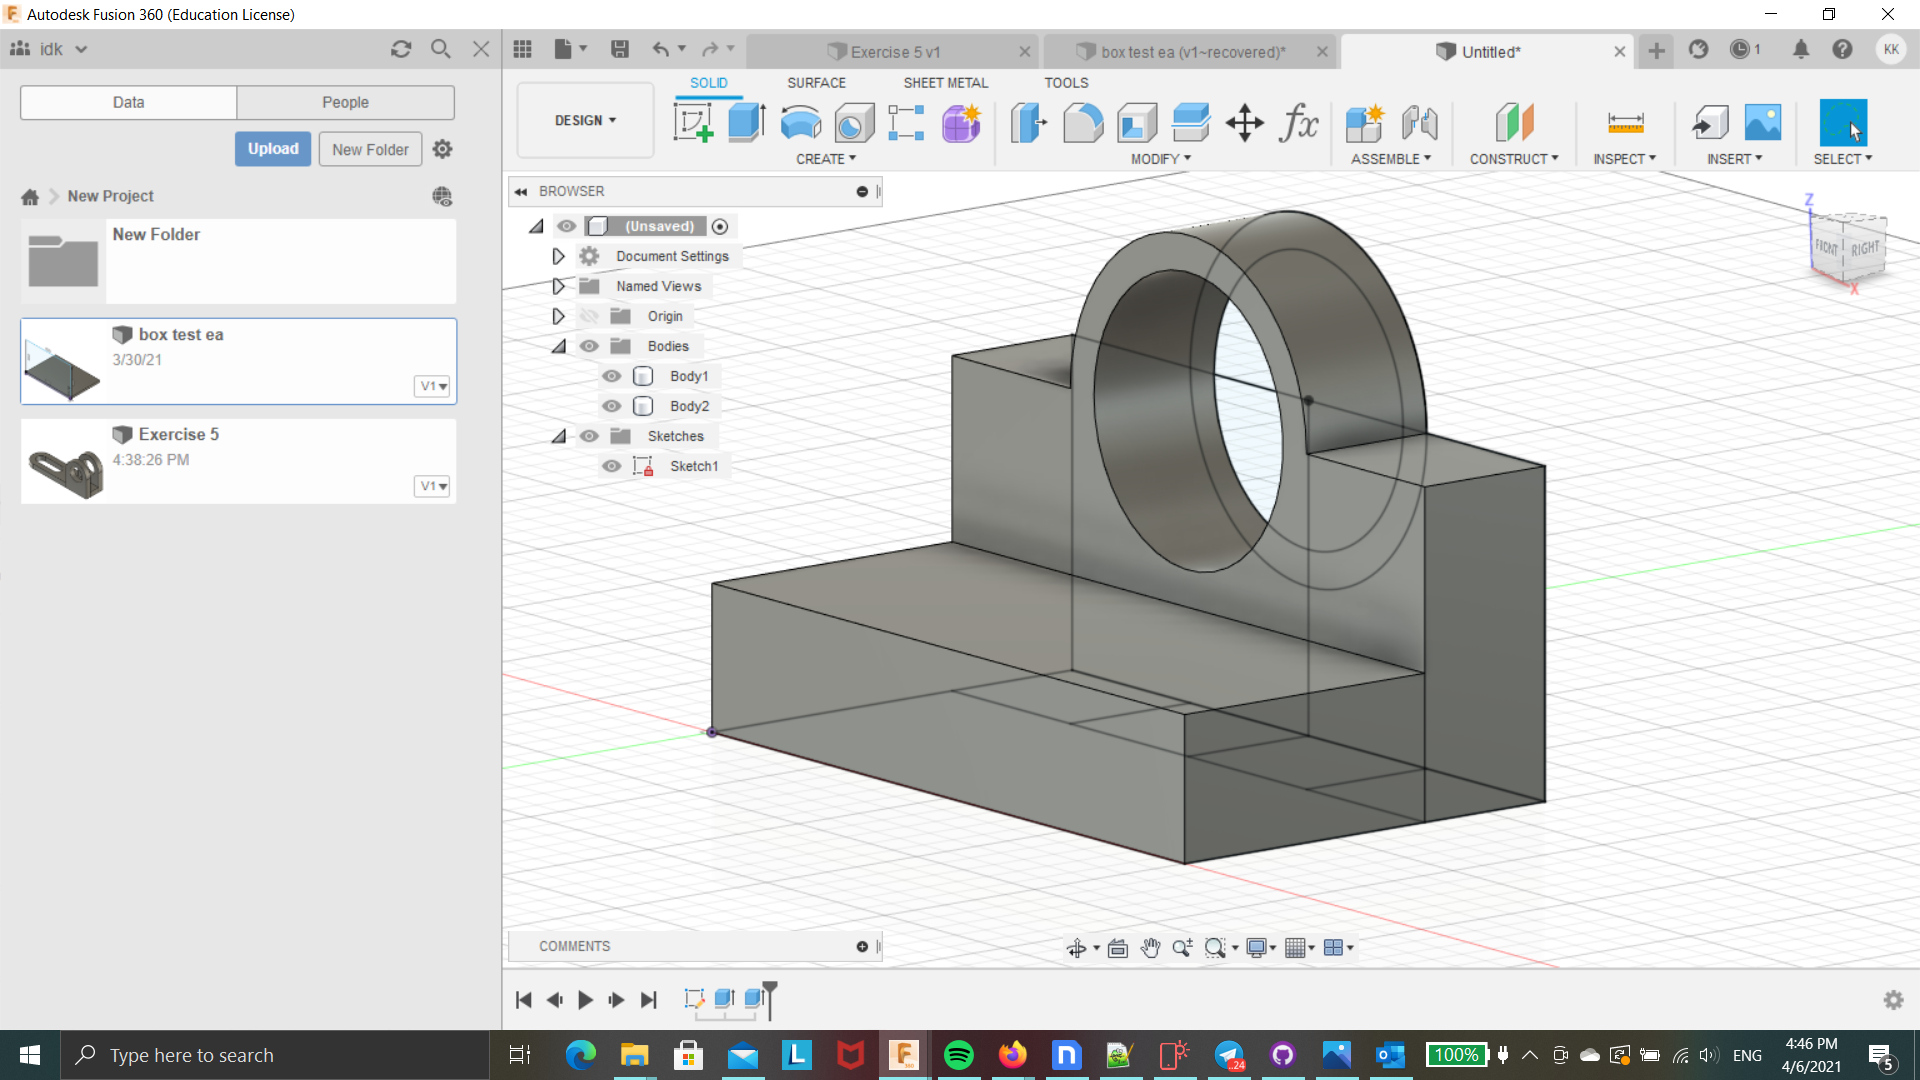 Autodesk Fusion 360 (Education License)
idk
Exercise 5 v1
box test ea (v1~recovered)*
Untitled*
1
KK
Data
People
Upload
New Folder
New Project
New Folder
box test ea
3/30/21
V1
Exercise 5
4:38:26 PM
V1
DESIGN
SOLID
SURFACE
SHEET METAL
TOOLS
CREATE
MODIFY
ASSEMBLE
CONSTRUCT
INSPECT
INSERT
SELECT
BROWSER
(Unsaved)
Document Settings
Named Views
Origin
Bodies
Body1
Body2
Sketches
Sketch1
Z
FRONT
RIGHT
X
COMMENTS
Type here to search
24
100%
ENG
4:46 PM
4/6/2021
5